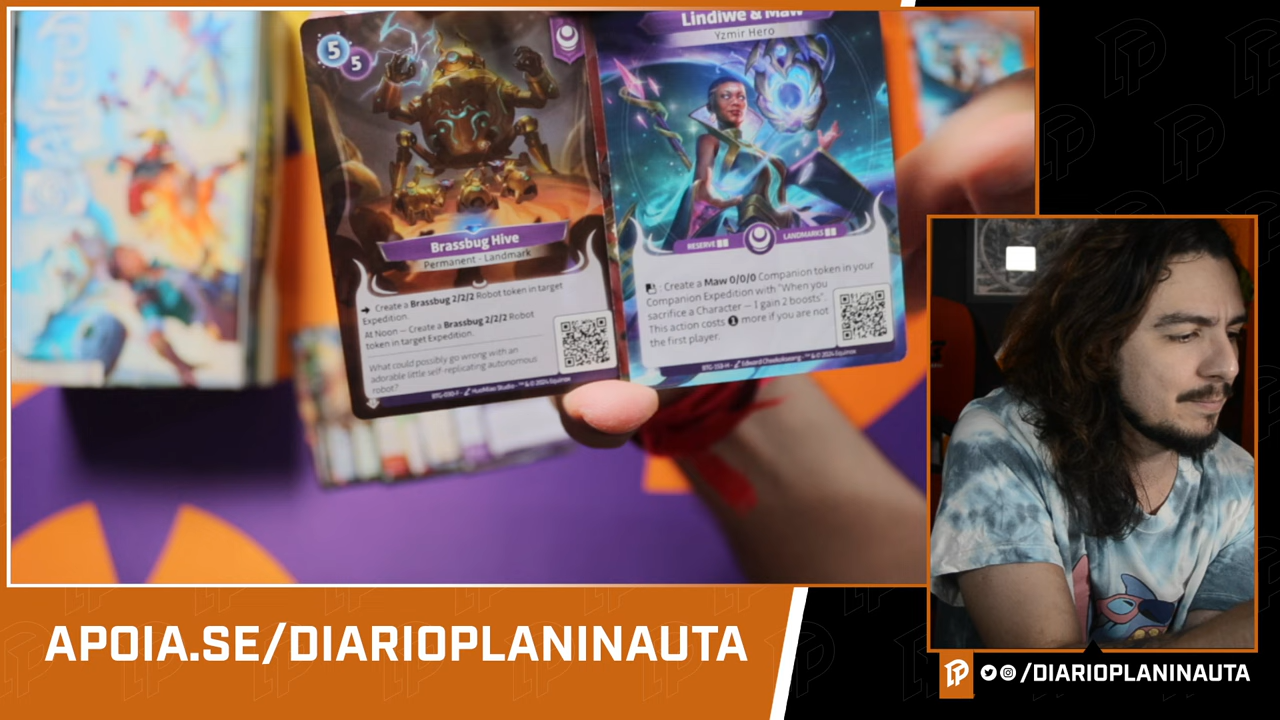 Altered
5
5
Brassbug Hive
Permanent - Landmark
Create a Brassbug 2/2/2 Robot token in target
Expedition.
At Noon — Create a Brassbug 2/2/2 Robot
token in target Expedition.
What could possibly go wrong with an
adorable little self-replicating autonomous
robot?
Lindiwe & Maw
Yzmir Hero
RESERVE
LANDMARKS
: Create a Maw 0/0/0 Companion token in your
Companion Expedition with "When you
sacrifice a Character — I gain 2 boosts".
This action costs 1 more if you are not
the first player.
APOIA.SE/DIARIOPLANINAUTA
/DIARIOPLANINAUTA